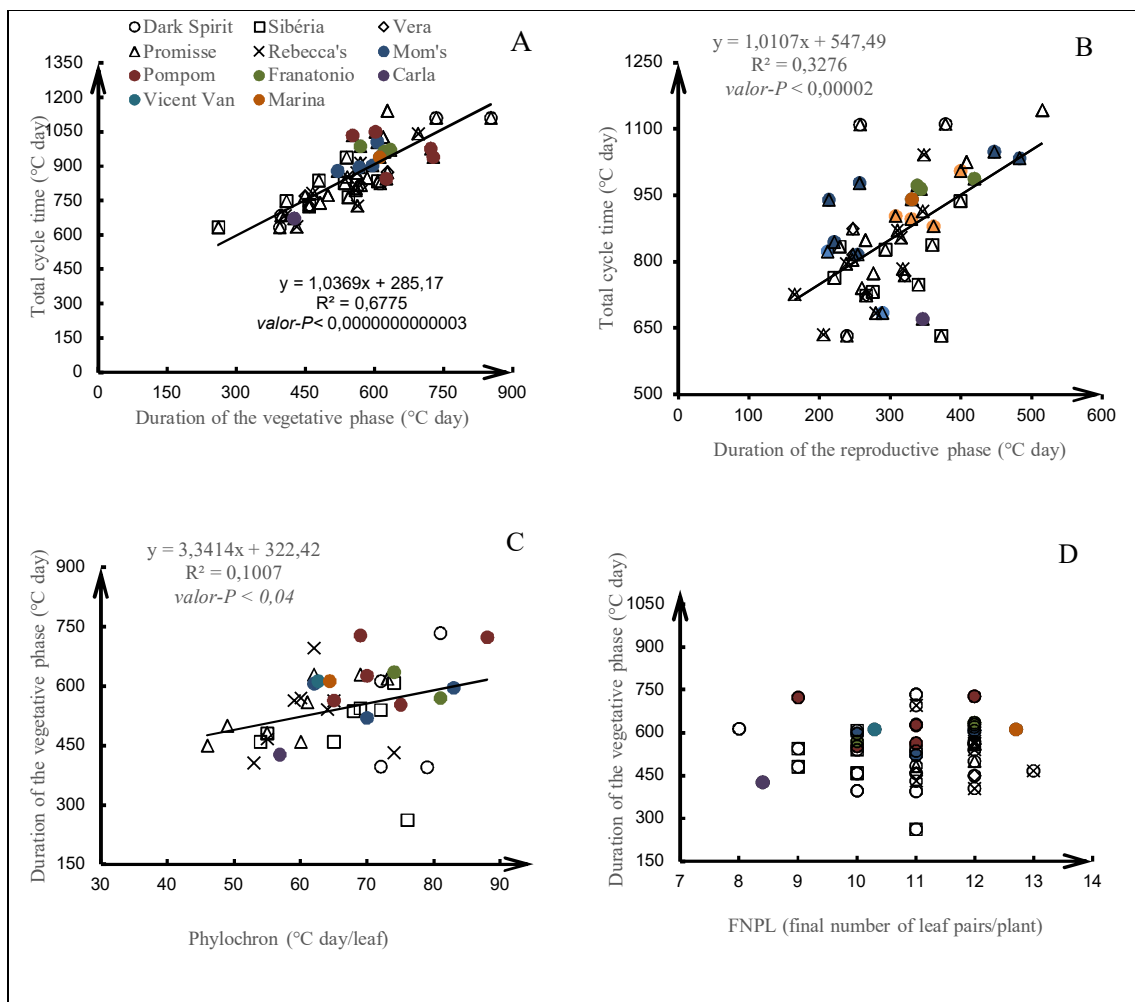 Dark Spirit
Sibéria
Vera
Promisse
Rebecca's
Mom's
Pompom
Franatonio
Carla
Vicent Van
Marina
A
Total cycle time (°C day)
1350
1200
1050
900
750
600
450
300
150
0
y = 1,0369x + 285,17
R² = 0,6775
valor-P< 0,0000000000003
0 150 300 450 600 750 900
Duration of the vegetative phase (°C day)
B
y = 1,0107x + 547,49
R² = 0,3276
valor-P < 0,00002
Total cycle time (°C day)
1250
1100
950
800
650
500
0 100 200 300 400 500 600
Duration of the reproductive phase (°C day)
C
y = 3,3414x + 322,42
R² = 0,1007
valor-P < 0,04
Duration of the vegetative phase (°C day)
900
750
600
450
300
150
30 40 50 60 70 80 90
Phylochron (°C day/leaf)
D
Duration of the vegetative phase (°C day)
1050
900
750
600
450
300
150
7 8 9 10 11 12 13 14
FNPL (final number of leaf pairs/plant)